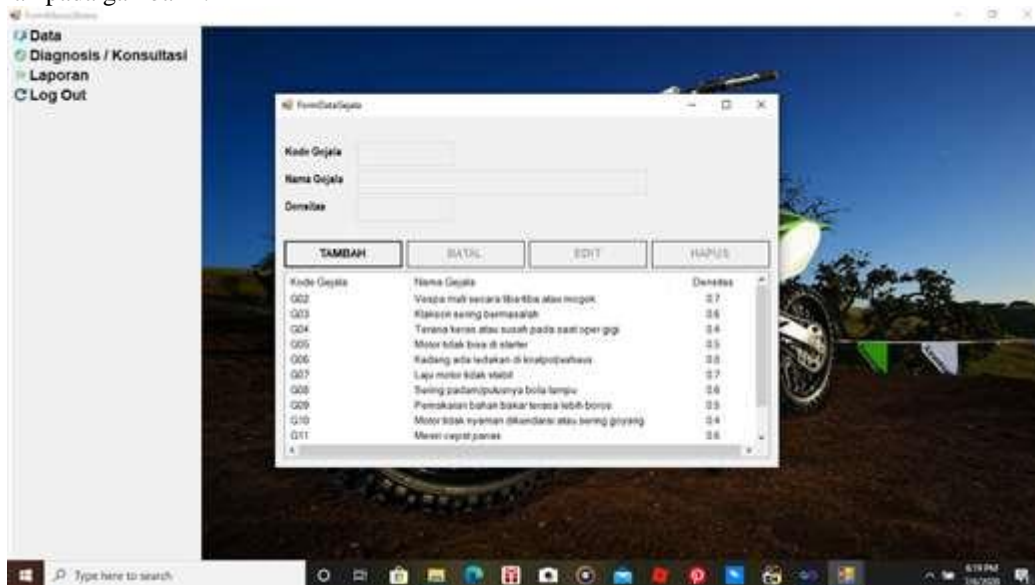 FormMenuUtama
Data
Diagnosis / Konsultasi
Laporan
Log Out
FormDataGejala
Kode Gejala
Nama Gejala
Densitas
TAMBAH BATAL EDIT HAPUS
Kode Gejala Nama Gejala Densitas
G02 Vespa mati secara tiba-tiba atau mogok 0.7
G03 Klakson sering bermasalah 0.6
G04 Terasa keras atau susah pada saat oper gigi 0.4
G05 Motor tidak bisa di starter 0.5
G06 Kadang ada ledakan di knalpot/
G07 Laju motor tidak stabil 0.7
G08 Sering padam/putusnya bola lampu 0.6
G09 Pemakaian bahan bakar terasa lebih boros 0.5
G10 Motor tidak nyaman dikendarai atau sering goyang 0.4
G11 Mesin cepat panas 0.6
Type here to search
6:19 PM